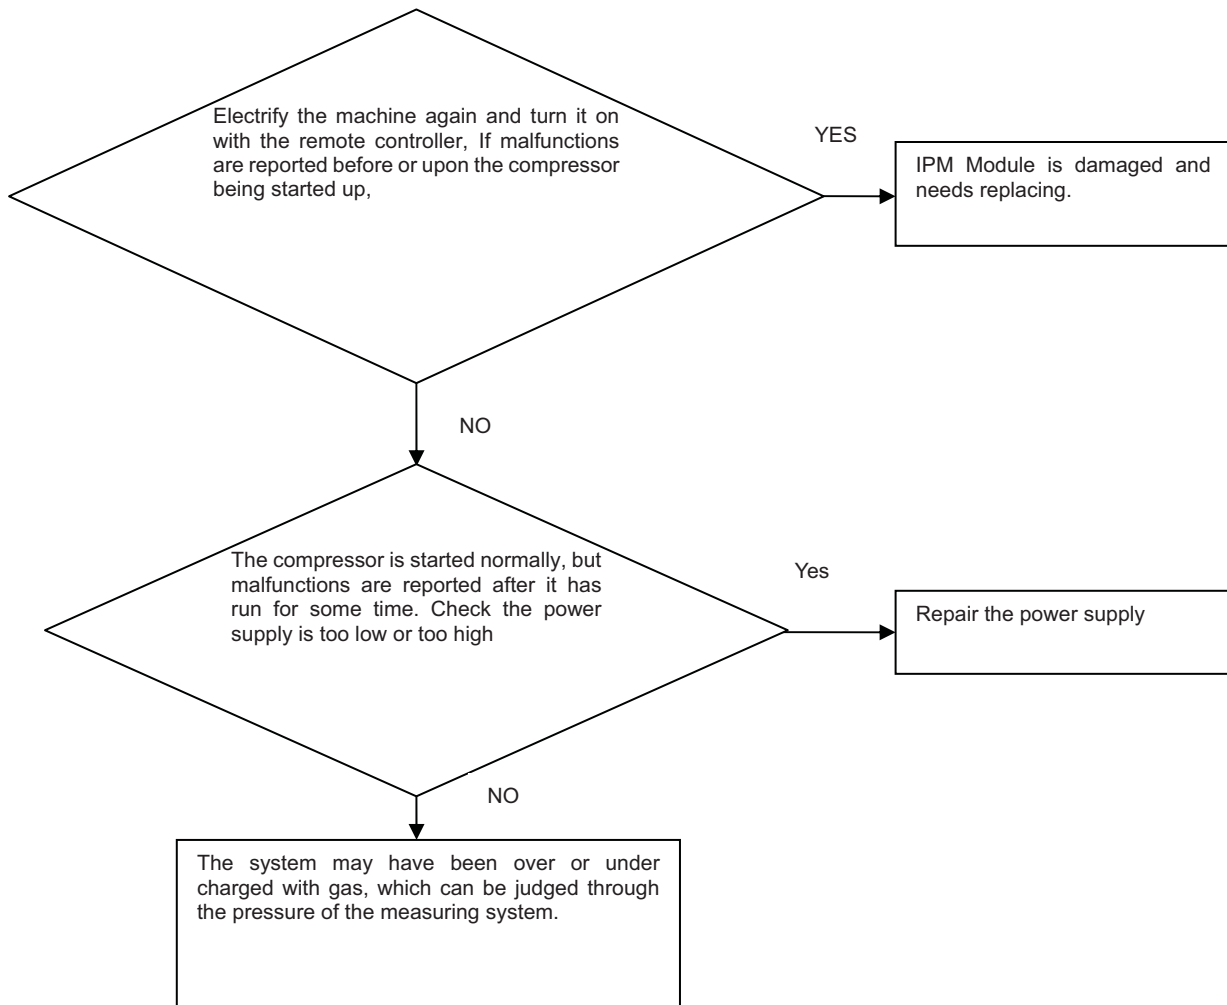 Electrify the machine again and turn it on
with the remote controller, If malfunctions
are reported before or upon the compressor
being started up,
YES
IPM Module is damaged and
needs replacing.
NO
The compressor is started normally, but
malfunctions are reported after it has
run for some time. Check the power
supply is too low or too high
Yes
Repair the power supply
NO
The system may have been over or under
charged with gas, which can be judged through
the pressure of the measuring system.